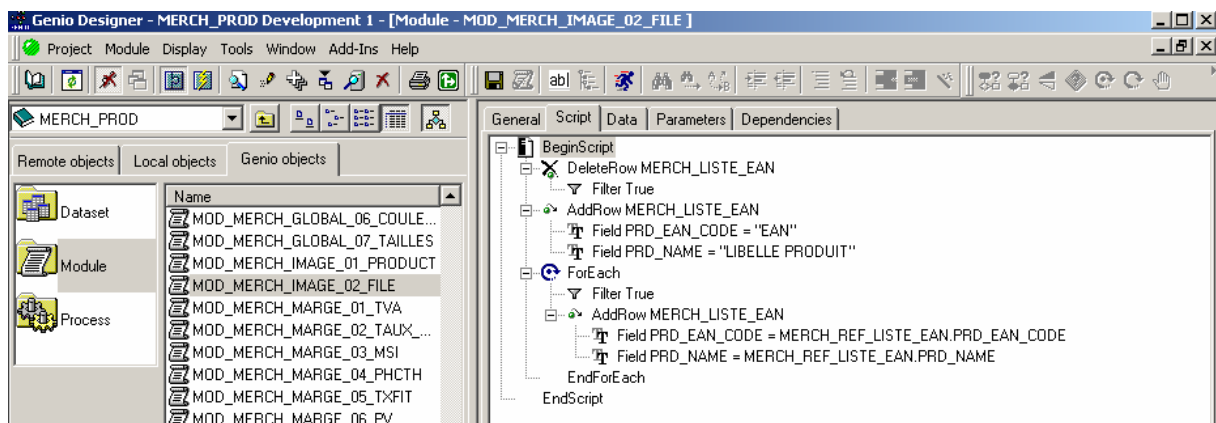 Genio Designer - MERCH_PROD Development 1 - [Module - MOD_MERCH_IMAGE_02_FILE ]
Project Module Display Tools Window Add-Ins Help
abl
MERCH_PROD
Remote objects Local objects Genio objects
Dataset
Module
Process
Name
MOD_MERCH_GLOBAL_06_COULE...
MOD_MERCH_GLOBAL_07_TAILLES
MOD_MERCH_IMAGE_01_PRODUCT
MOD_MERCH_IMAGE_02_FILE
MOD_MERCH_MARGE_01_TVA
MOD_MERCH_MARGE_02_TAUX_...
MOD_MERCH_MARGE_03_MSI
MOD_MERCH_MARGE_04_PHCTH
MOD_MERCH_MARGE_05_TXFIT
MOD_MERCH_MARGE_06_PV
General Script Data Parameters Dependencies
BeginScript
DeleteRow MERCH_LISTE_EAN
Filter True
AddRow MERCH_LISTE_EAN
Field PRD_EAN_CODE = "EAN"
Field PRD_NAME = "LIBELLE PRODUIT"
ForEach
Filter True
AddRow MERCH_LISTE_EAN
Field PRD_EAN_CODE = MERCH_REF_LISTE_EAN.PRD_EAN_CODE
Field PRD_NAME = MERCH_REF_LISTE_EAN.PRD_NAME
EndForEach
EndScript